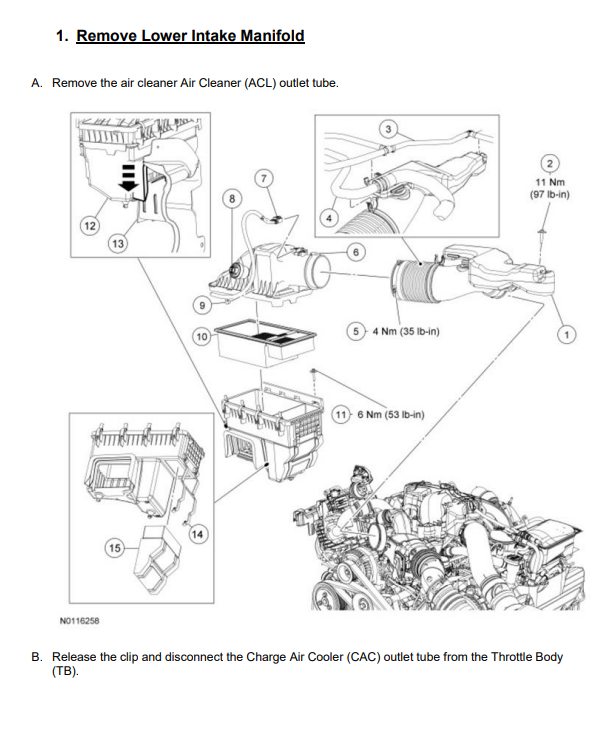 1. Remove Lower Intake Manifold
A. Remove the air cleaner Air Cleaner (ACL) outlet tube.
3
2
11 Nm
(97 lb-in)
7
8
4
12
13
6
9
5
4 Nm (35 lb-in)
1
10
11
6 Nm (53 lb-in)
14
15
N0116258
B. Release the clip and disconnect the Charge Air Cooler (CAC) outlet tube from the Throttle Body
(TB).